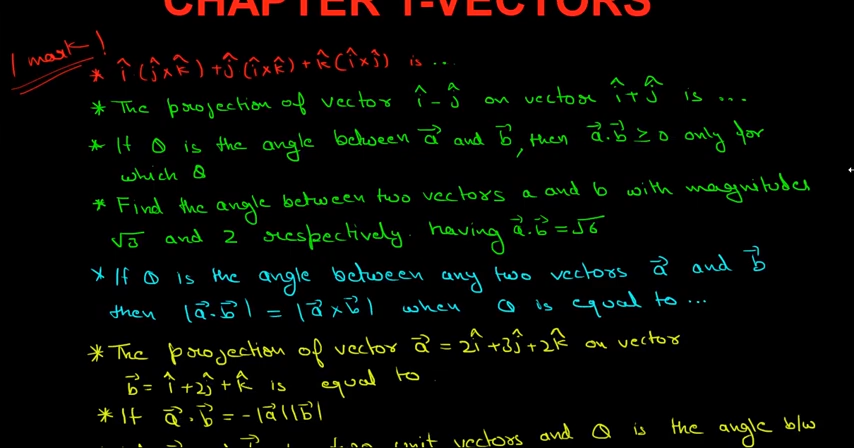 CHAPTER 1-VECTORS
1 mark!
* î (ĵ×k̂) + ĵ (î×k̂) + k̂ (î×ĵ) is ...
* The projection of vector î - ĵ on vector î + ĵ is ...
* If θ is the angle between a⃗ and b⃗, then a⃗.b⃗ ≥ 0 only for
which θ
* Find the angle between two vectors a and b with magnitudes
√3 and 2 respectively. having a⃗.b⃗ = √6
* If θ is the angle between any two vectors a⃗ and b⃗
then |a⃗.b⃗| = |a⃗×b⃗| when θ is equal to ...
* The projection of vector a⃗ = 2î+3ĵ+2k̂ on vector
b⃗ = î+2ĵ+k̂ is equal to
* If a⃗.b⃗ = -|a⃗||b⃗|
unit vectors and θ is the angle b/w